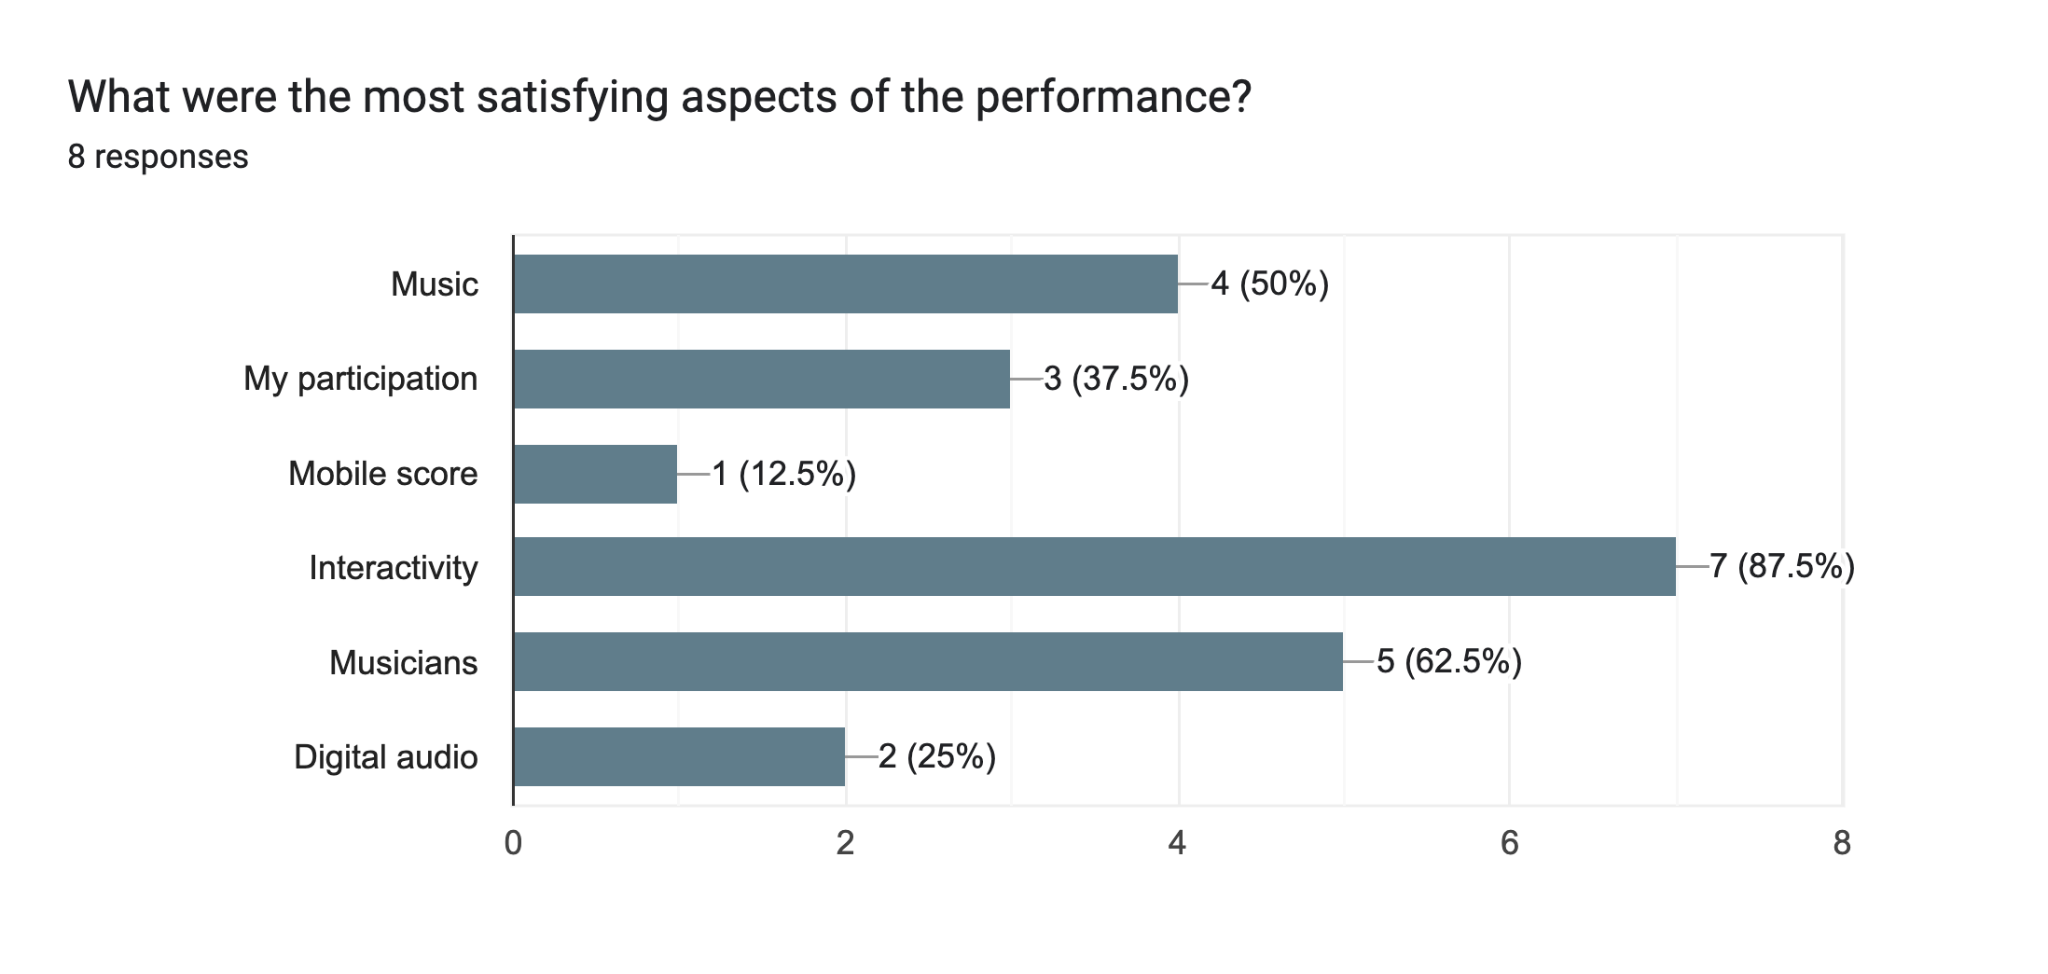 What were the most satisfying aspects of the performance?
8 responses
Music 4 (50%)
My participation 3 (37.5%)
Mobile score 1 (12.5%)
Interactivity 7 (87.5%)
Musicians 5 (62.5%)
Digital audio 2 (25%)
0 2 4 6 8